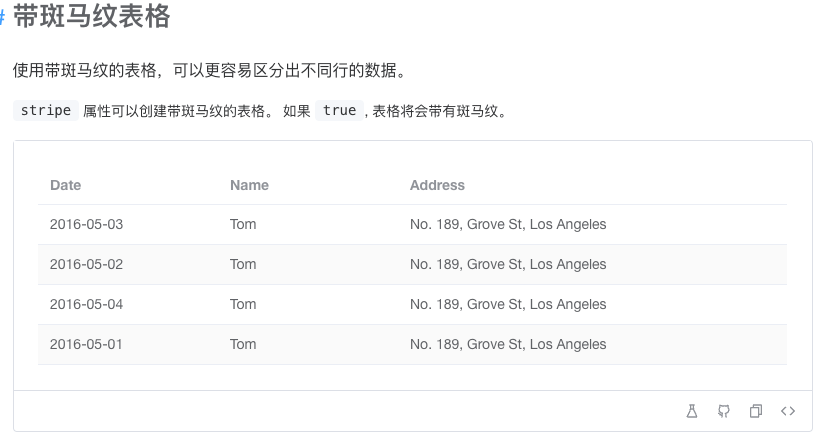 # 带斑马纹表格
使用带斑马纹的表格，可以更容易区分出不同行的数据。
stripe 属性可以创建带斑马纹的表格。 如果 true, 表格将会带有斑马纹。
Date Name Address
2016-05-03 Tom No. 189, Grove St, Los Angeles
2016-05-02 Tom No. 189, Grove St, Los Angeles
2016-05-04 Tom No. 189, Grove St, Los Angeles
2016-05-01 Tom No. 189, Grove St, Los Angeles